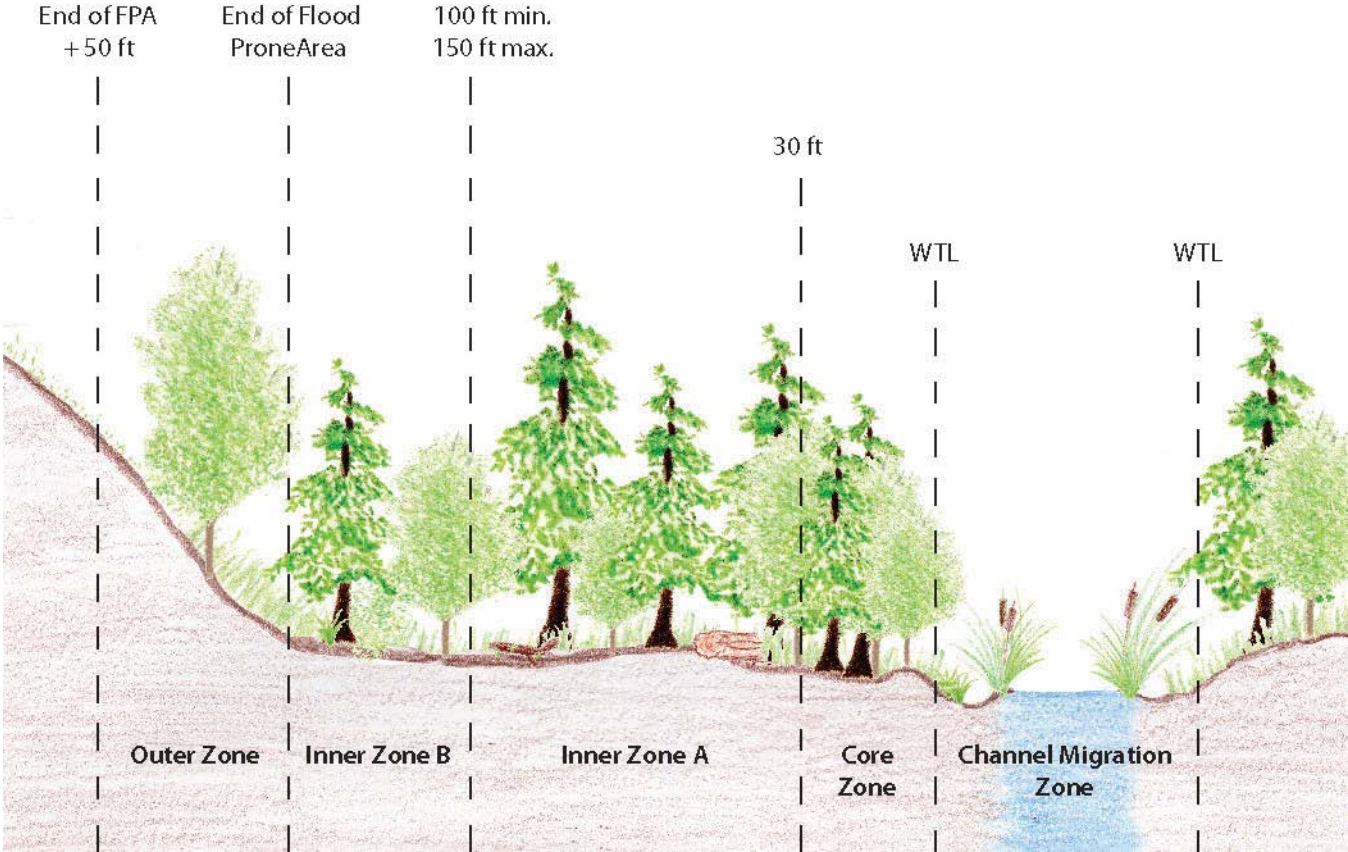 End of FPA
+50 ft
End of Flood
ProneArea
100 ft min.
150 ft max.
30 ft
WTL
WTL
Outer Zone
Inner Zone B
Inner Zone A
Core
Zone
Channel Migration
Zone